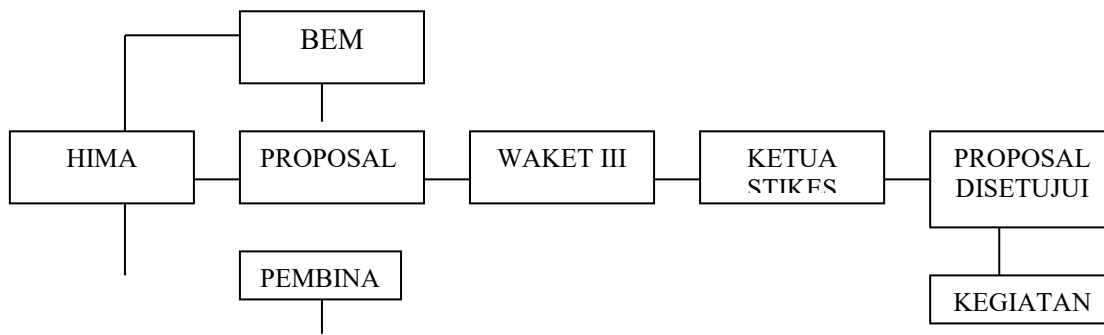 BEM
HIMA
PROPOSAL
WAKET III
KETUA
STIKES
PROPOSAL
DISETUJUI
PEMBINA
KEGIATAN